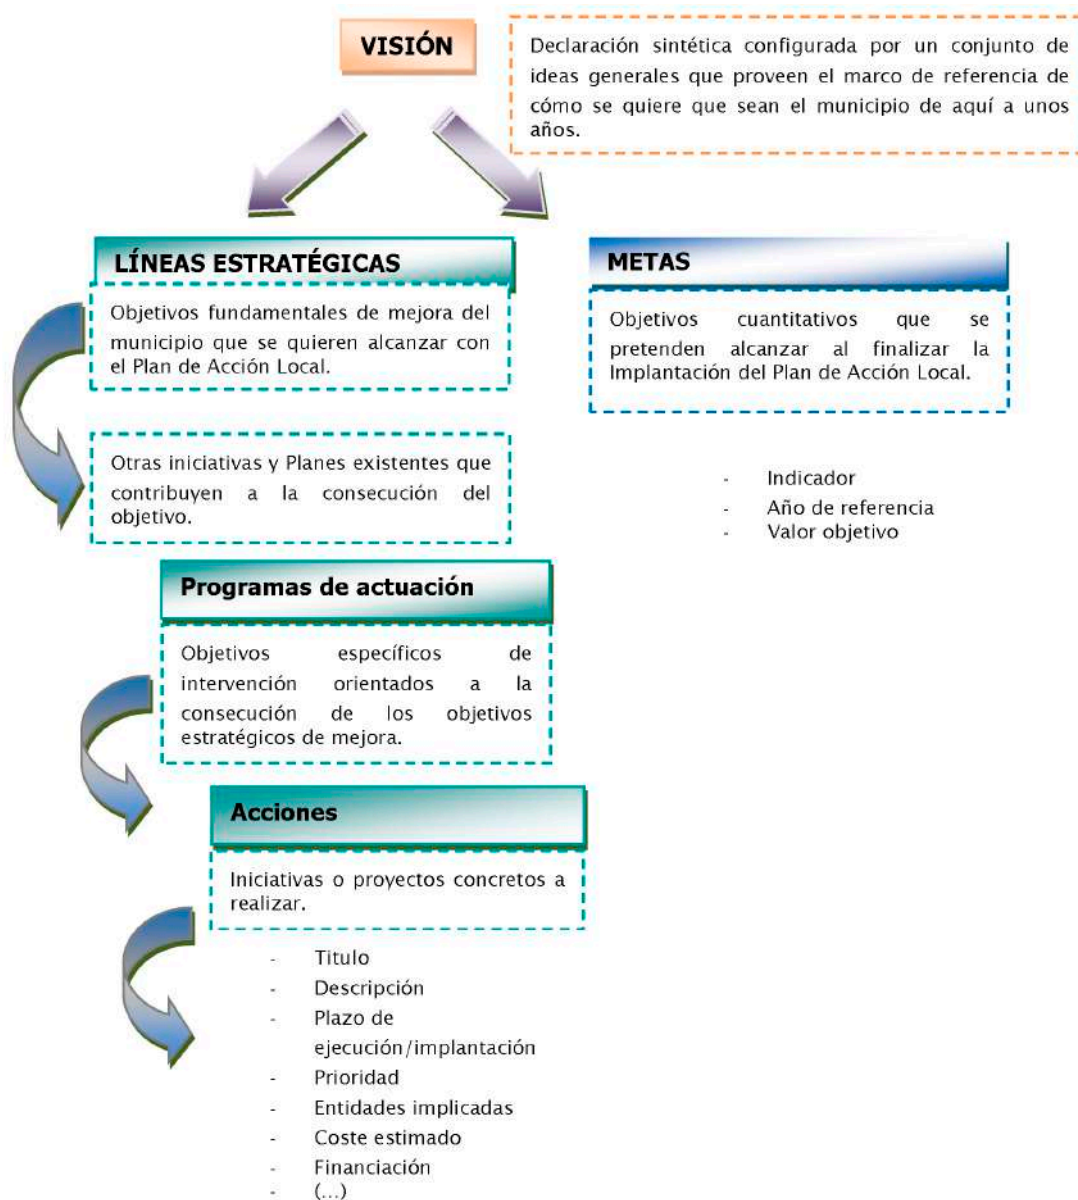 VISIÓN
Declaración sintética configurada por un conjunto de
ideas generales que proveen el marco de referencia de
cómo se quiere que sean el municipio de aquí a unos
años.
LÍNEAS ESTRATÉGICAS
Objetivos fundamentales de mejora del
municipio que se quieren alcanzar con
el Plan de Acción Local.
Otras iniciativas y Planes existentes que
contribuyen a la consecución del
objetivo.
METAS
Objetivos cuantitativos que se
pretenden alcanzar al finalizar la
Implantación del Plan de Acción Local.
- Indicador
- Año de referencia
- Valor objetivo
Programas de actuación
Objetivos específicos de
intervención orientados a la
consecución de los objetivos
estratégicos de mejora.
Acciones
Iniciativas o proyectos concretos a
realizar.
- Titulo
- Descripción
- Plazo de
ejecución/implantación
- Prioridad
- Entidades implicadas
- Coste estimado
- Financiación
- (...)